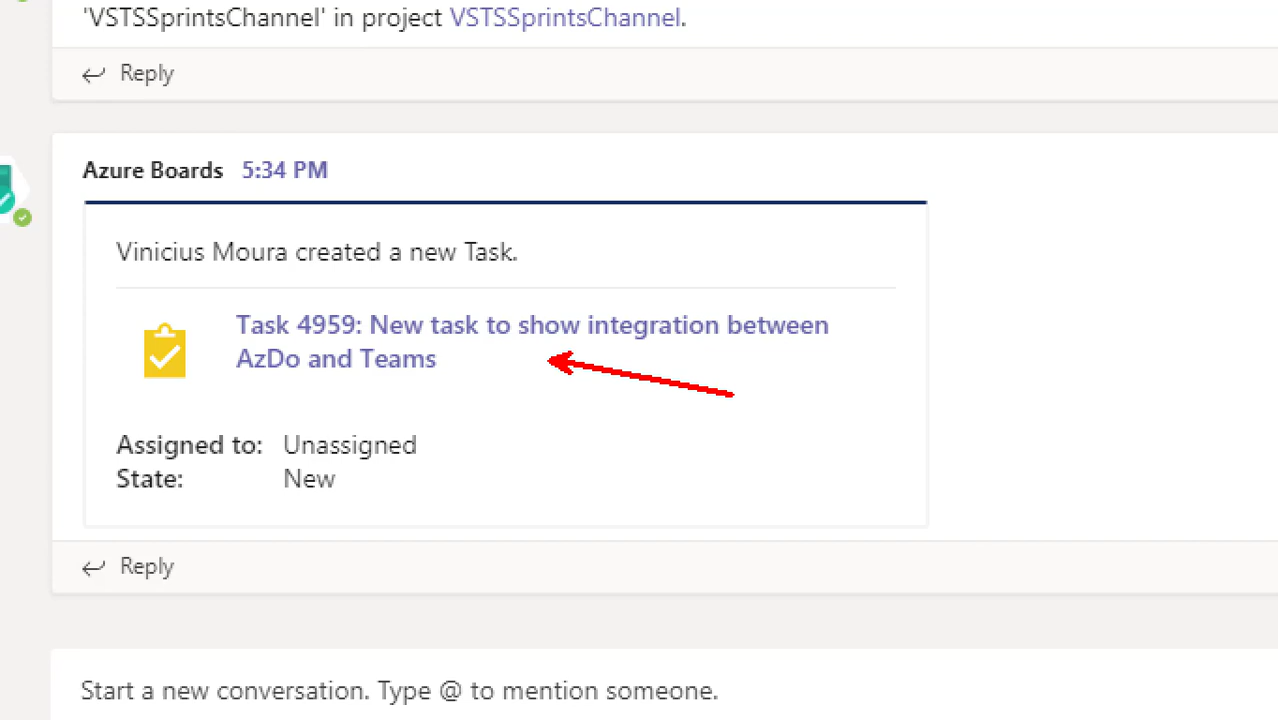 'VSTSSprintsChannel' in project VSTSSprintsChannel.
Reply
Azure Boards 5:34 PM
Vinicius Moura created a new Task.
Task 4959: New task to show integration between
AzDo and Teams
Assigned to: Unassigned
State: New
Reply
Start a new conversation. Type @ to mention someone.